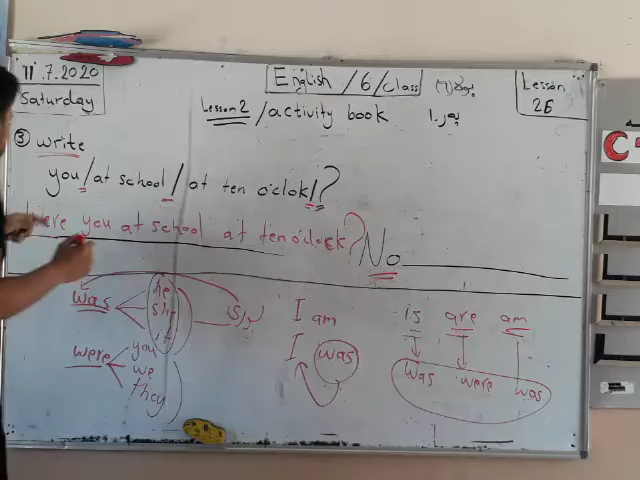 11.7.2020
Saturday
English / 6 / class
Lesson 26
Lesson 2 / activity book
③ write
you / at school / at ten o'clok / ?
were you at school at ten o'clock? No
was he she it
were you we they
I am
I was
is are am
was were was